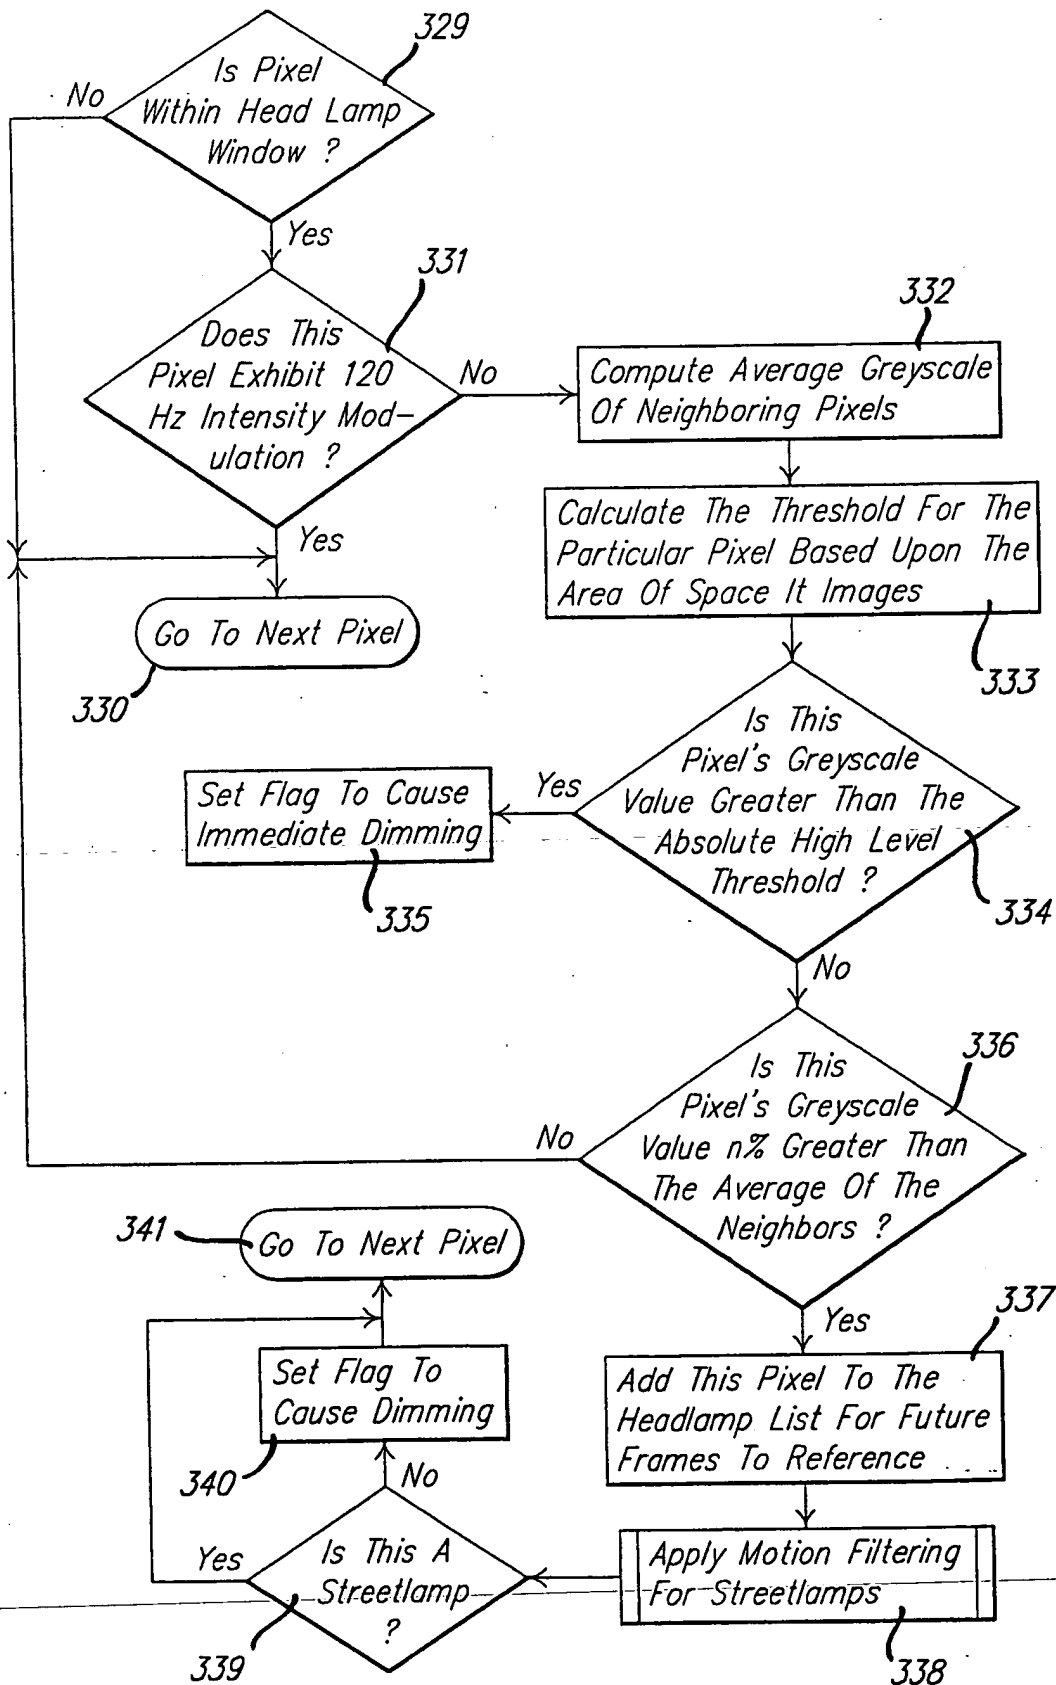 329
Is Pixel
Within Head Lamp
Window ?
No
Yes
331
Does This
Pixel Exhibit 120
Hz Intensity Mod-
ulation ?
No
Yes
332
Compute Average Greyscale
Of Neighboring Pixels
Calculate The Threshold For The
Particular Pixel Based Upon The
Area Of Space It Images
333
Go To Next Pixel
330
Is This
Pixel's Greyscale
Value Greater Than The
Absolute High Level
Threshold ?
334
Yes
Set Flag To Cause
Immediate Dimming
335
No
336
Is This
Pixel's Greyscale
Value n% Greater Than
The Average Of The
Neighbors ?
No
Yes
337
Add This Pixel To The
Headlamp List For Future
Frames To Reference
Apply Motion Filtering
For Streetlamps
338
Is This A
Streetlamp
?
339
Yes
No
Set Flag To
Cause Dimming
340
341
Go To Next Pixel